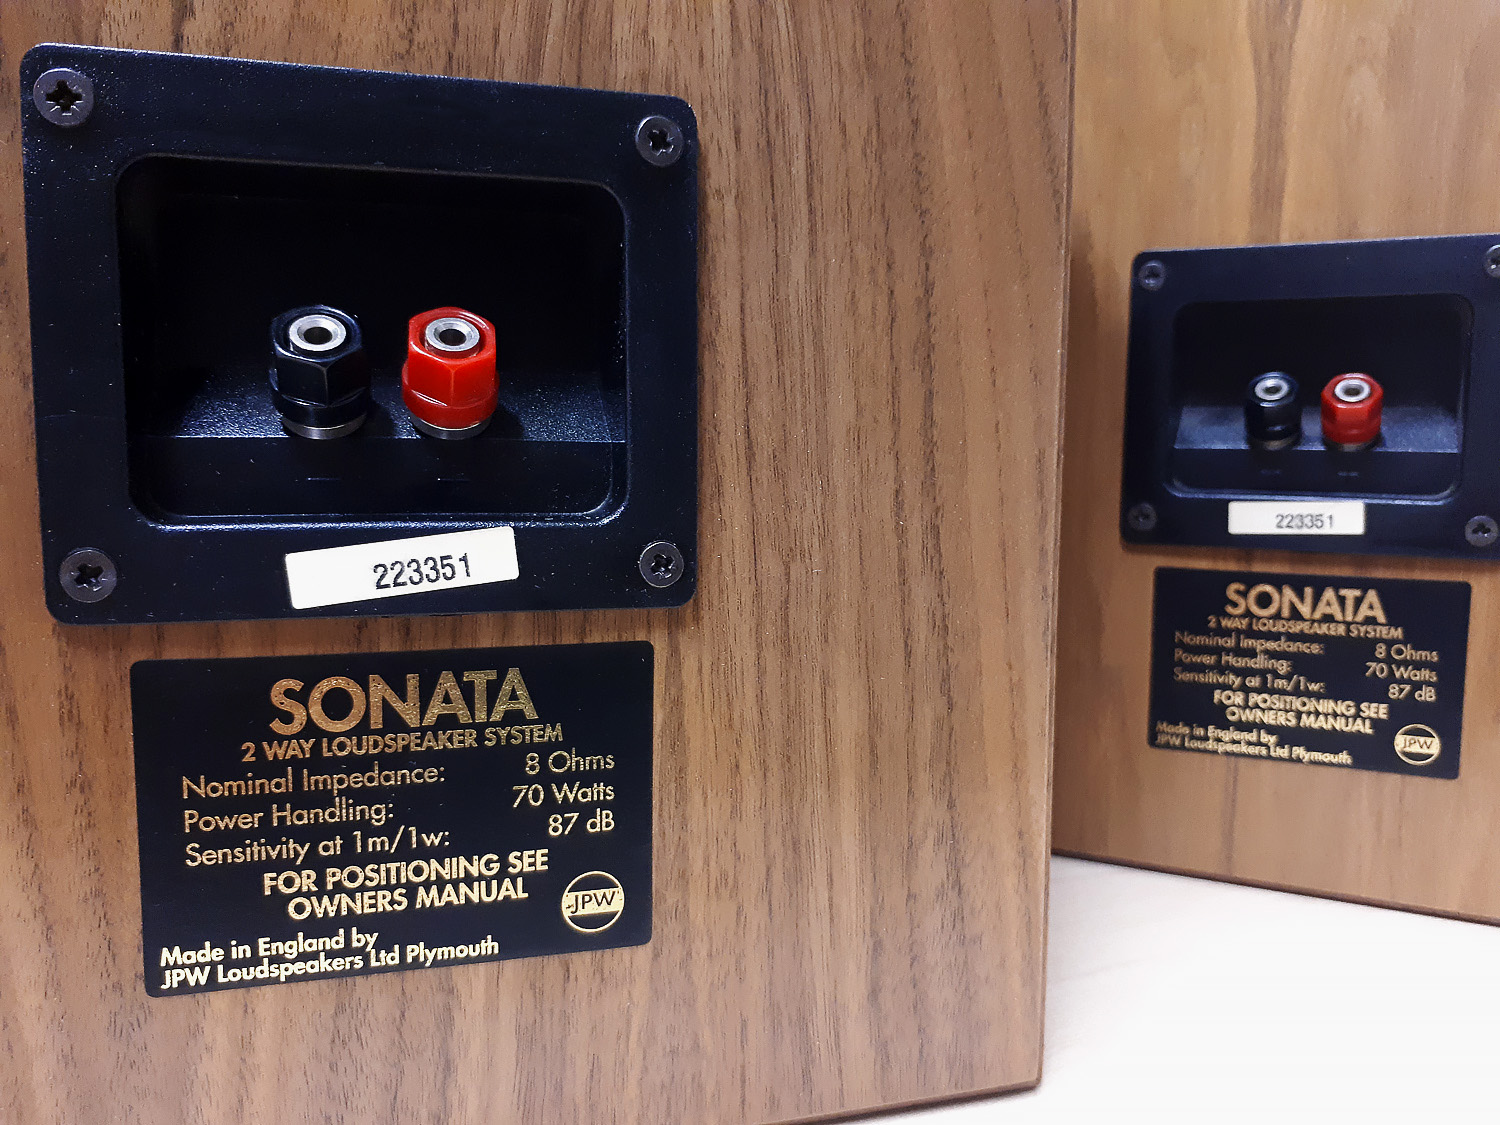 223351
SONATA
2 WAY LOUDSPEAKER SYSTEM
Nominal Impedance: 8 Ohms
Power Handling: 70 Watts
Sensitivity at 1m/1w: 87 dB
FOR POSITIONING SEE
OWNERS MANUAL
JPW
Made in England by
JPW Loudspeakers Ltd Plymouth
223351
SONATA
2 WAY LOUDSPEAKER SYSTEM
Nominal Impedance: 8 Ohms
Power Handling: 70 Watts
Sensitivity at 1m/1w: 87 dB
FOR POSITIONING SEE
OWNERS MANUAL
JPW
Made in England by
JPW Loudspeakers Ltd Plymouth